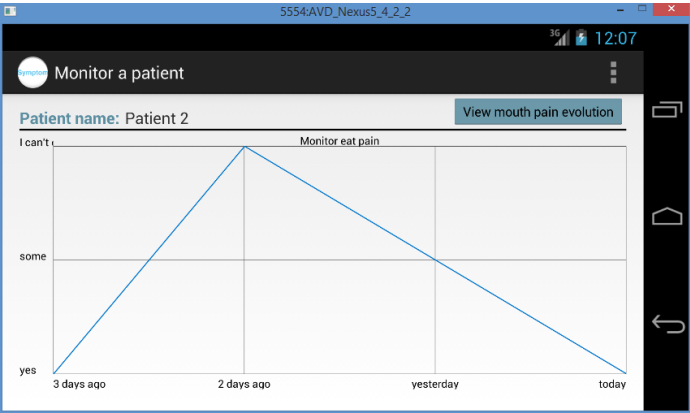 5554:AVD_Nexus5_4_2_2
3G 12:07
Symptom Monitor a patient
Patient name: Patient 2
View mouth pain evolution
Monitor eat pain
I can't
some
yes
3 days ago 2 days ago yesterday today